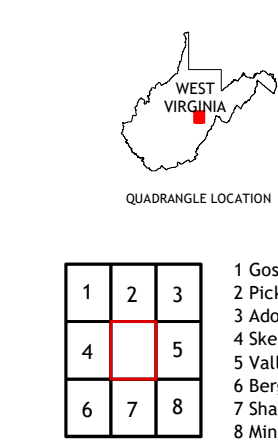 WEST
VIRGINIA
QUADRANGLE LOCATION
1 2 3
4 5
6 7 8
1 Gos
2 Pick
3 Ado
4 Ske
5 Vall
6 Berg
7 Sha
8 Min